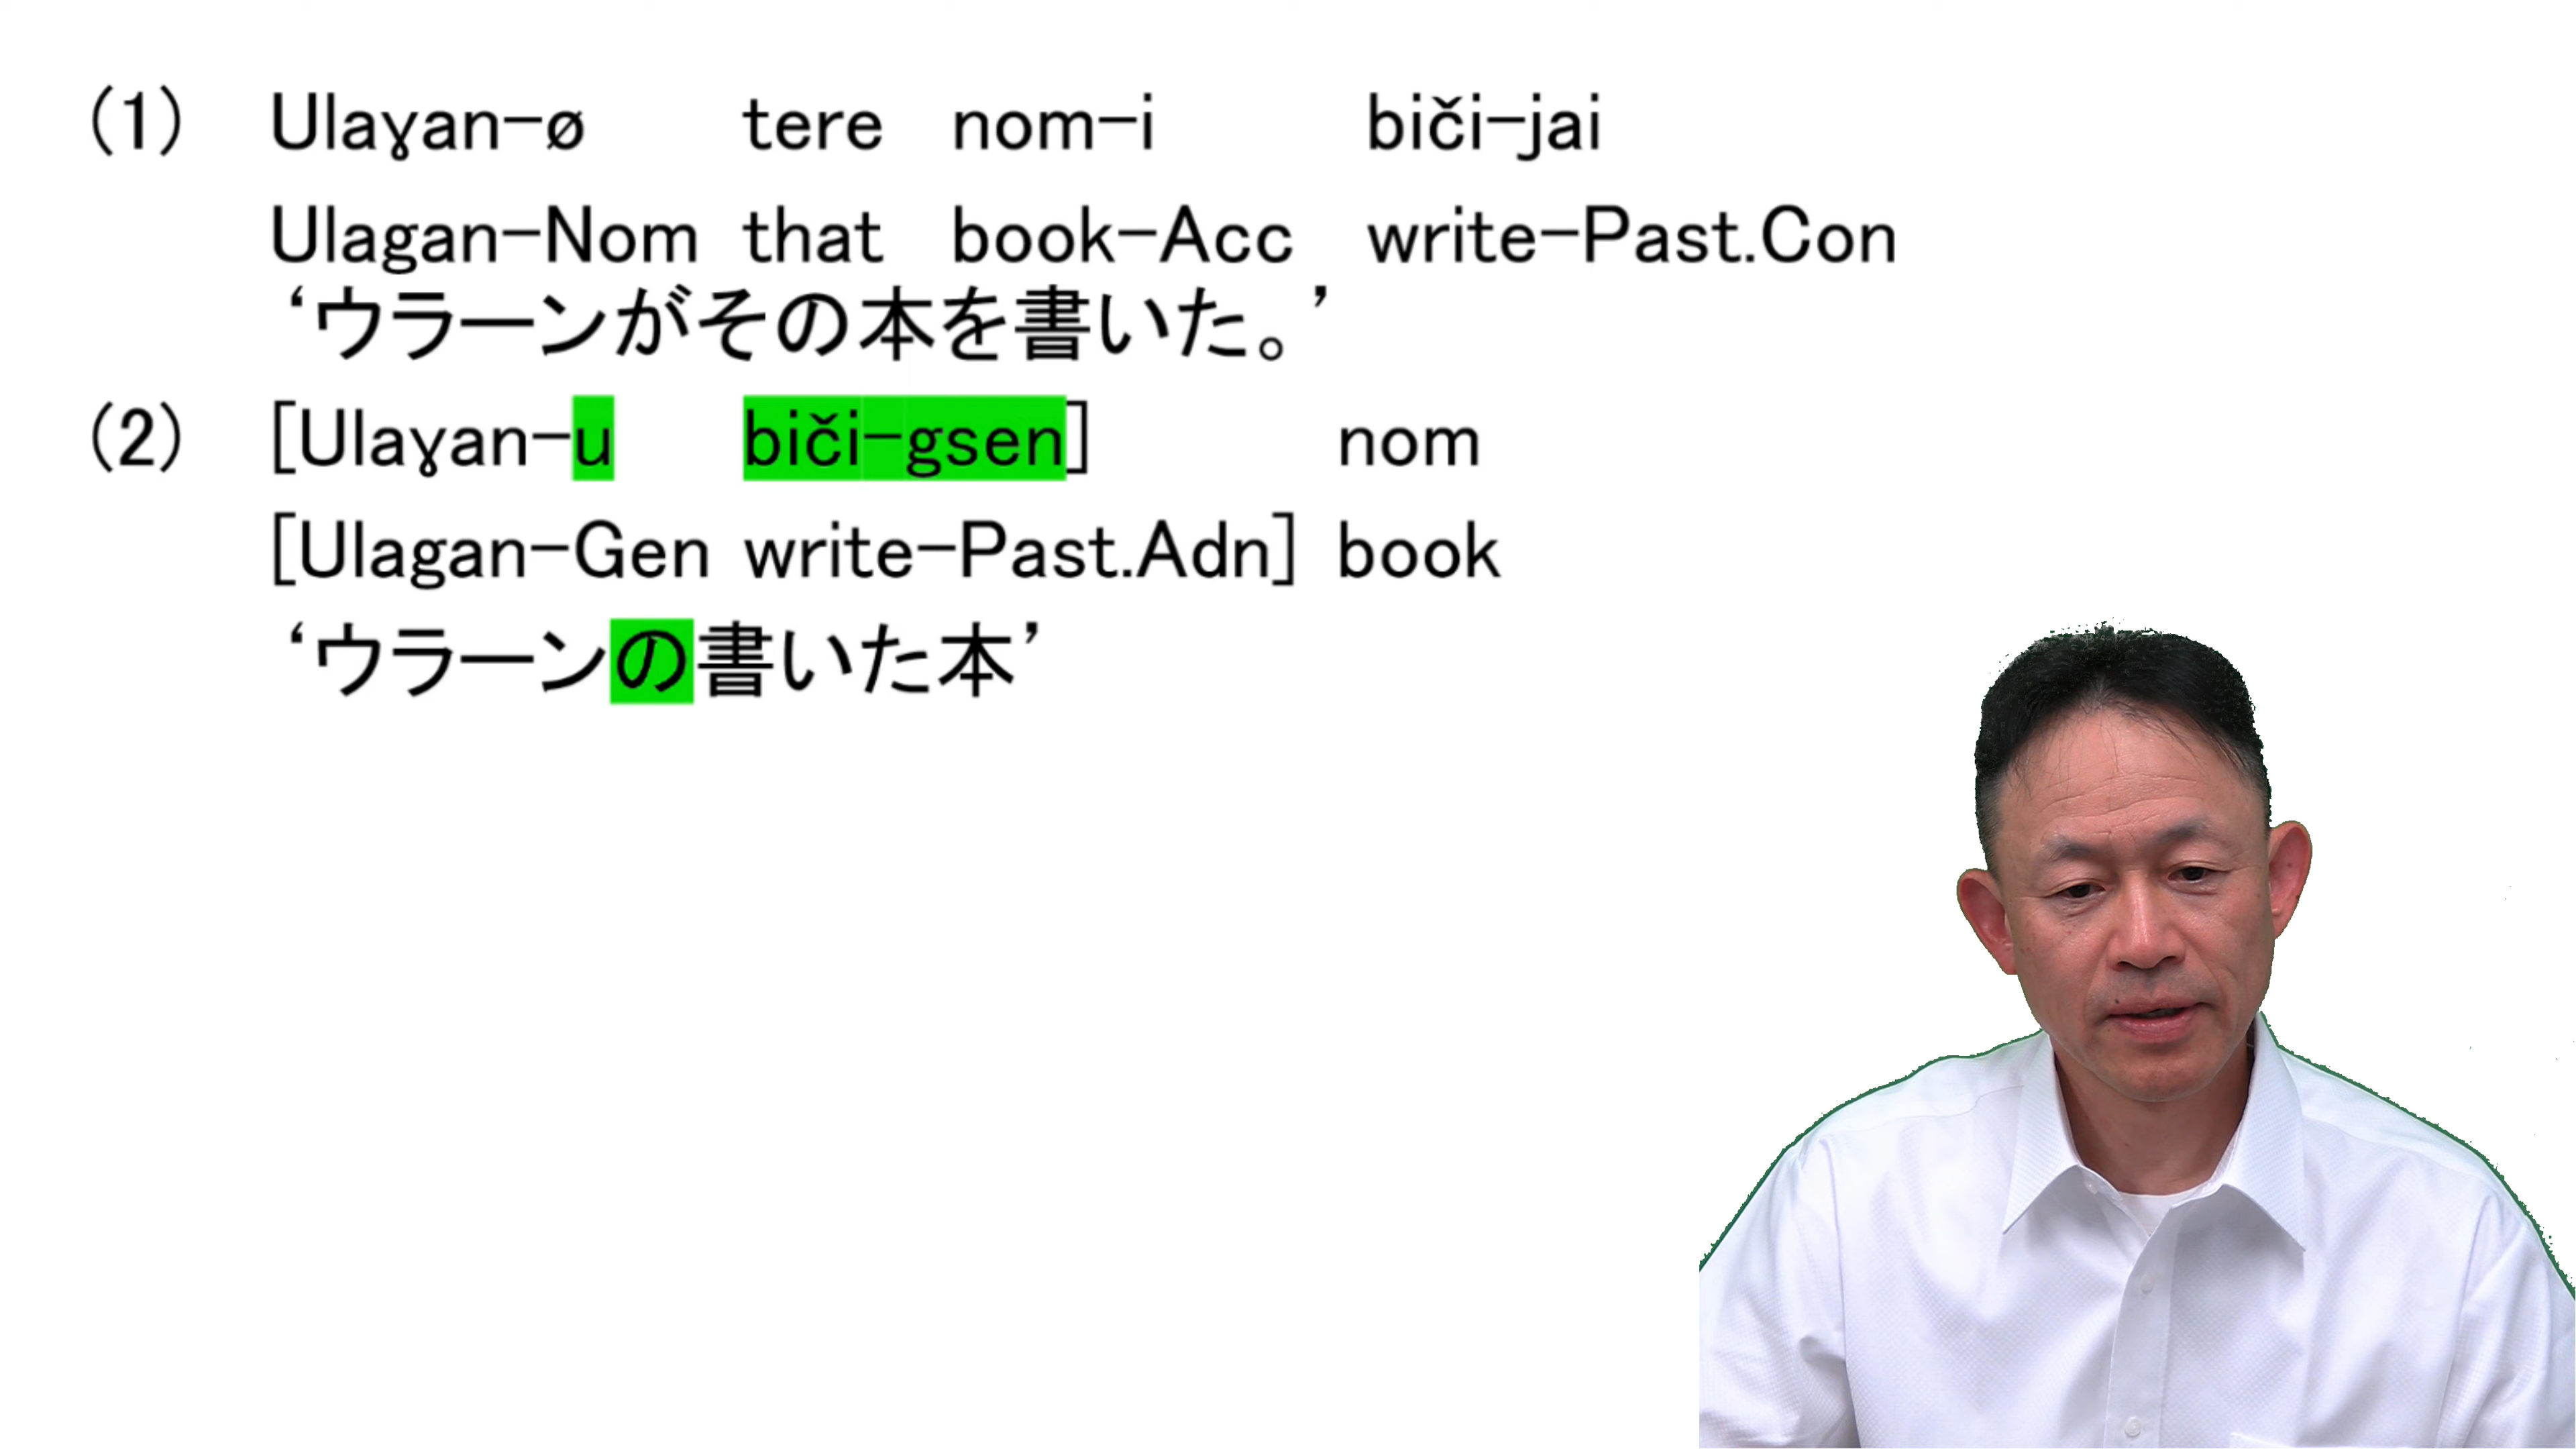 (1) Ulaɣan-ø tere nom-i biči-jai
Ulagan-Nom that book-Acc write-Past.Con
‘ウラーンがその本を書いた。’
(2) [Ulaɣan-u biči-gsen] nom
[Ulagan-Gen write-Past.Adn] book
‘ウラーンの書いた本’